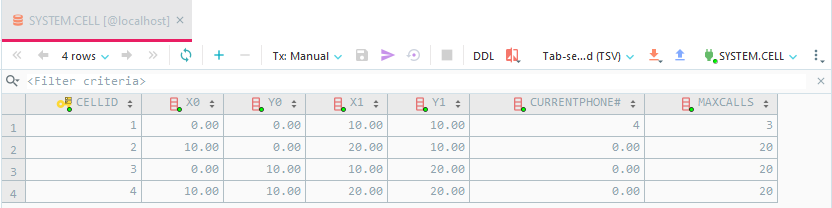 SYSTEM.CELL [@localhost]
4 rows Tx: Manual DDL Tab-se...d (TSV) SYSTEM.CELL
<Filter criteria>
CELLID X0 Y0 X1 Y1 CURRENTPHONE# MAXCALLS
1 1 0.00 0.00 10.00 10.00 4 3
2 2 10.00 0.00 20.00 10.00 0.00 20
3 3 0.00 10.00 10.00 20.00 0.00 20
4 4 10.00 10.00 20.00 20.00 0.00 20